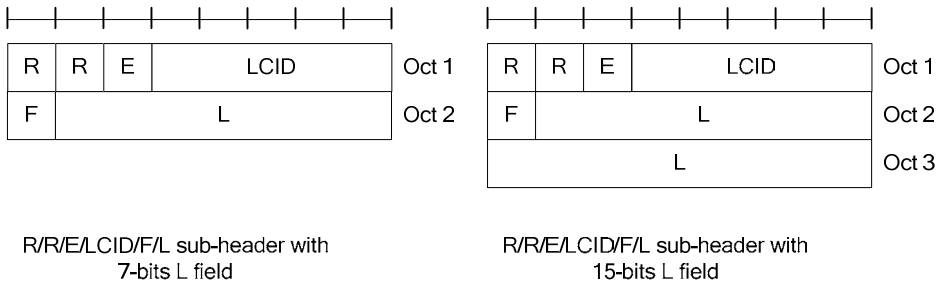 R R E LCID Oct 1
F L Oct 2
R/R/E/LCID/F/L sub-header with
7-bits L field
R R E LCID Oct 1
F L Oct 2
L Oct 3
R/R/E/LCID/F/L sub-header with
15-bits L field